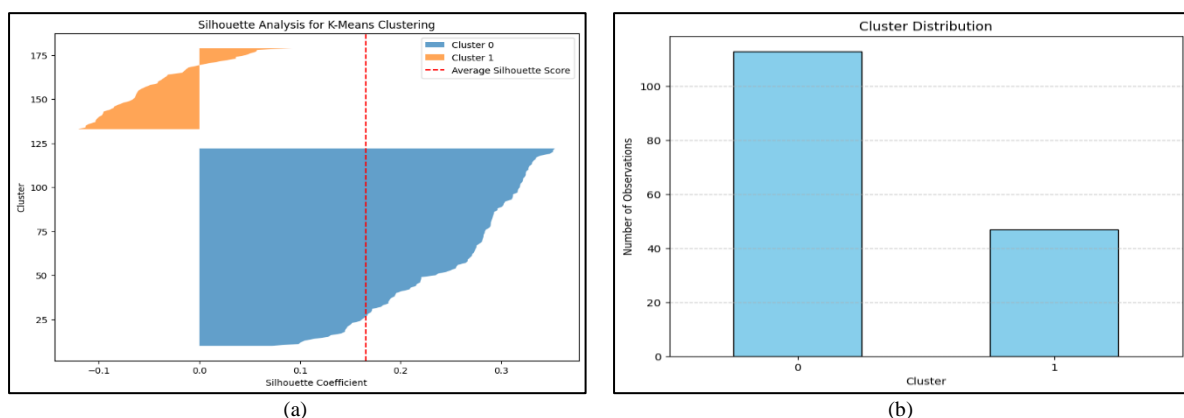 Silhouette Analysis for K-Means Clustering
Cluster 0
Cluster 1
Average Silhouette Score
175
150
125
100
75
50
25
Cluster
−0.1 0.0 0.1 0.2 0.3
Silhouette Coefficient
(a)
Cluster Distribution
100
80
60
40
20
0
Number of Observations
0 1
Cluster
(b)